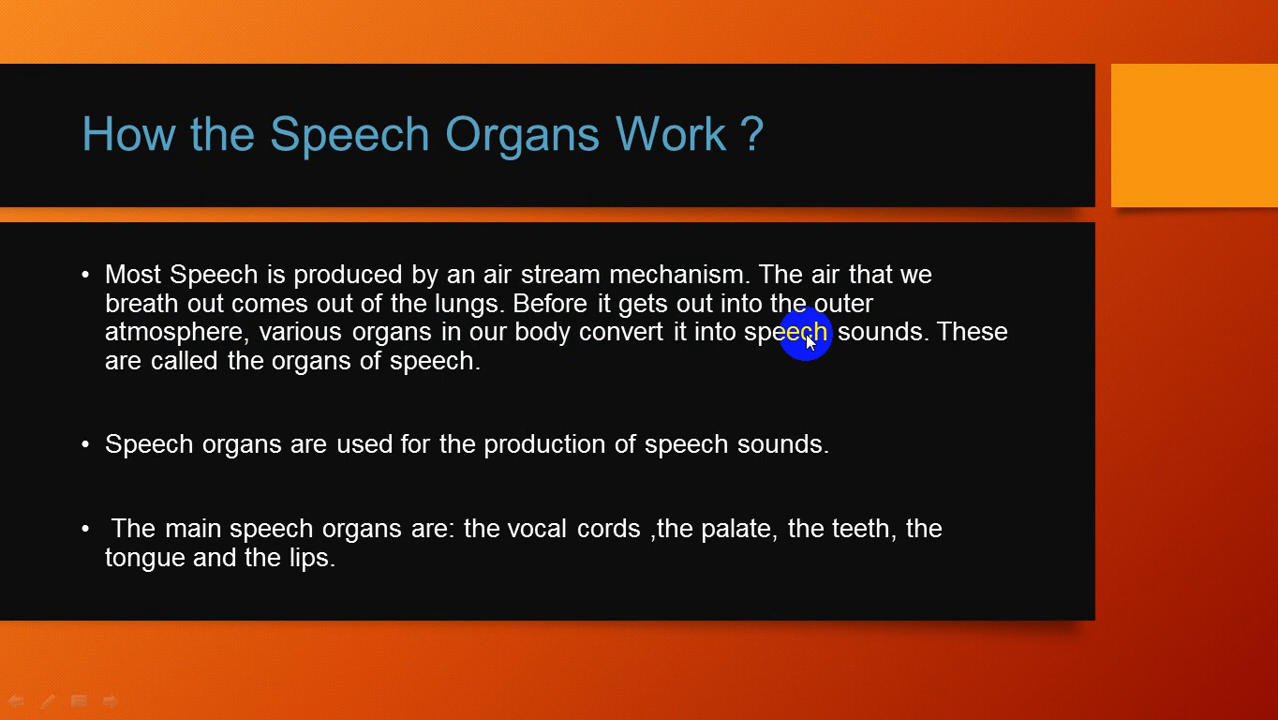 How the Speech Organs Work ?
• Most Speech is produced by an air stream mechanism. The air that we
breath out comes out of the lungs. Before it gets out into the outer
atmosphere, various organs in our body convert it into speech sounds. These
are called the organs of speech.
• Speech organs are used for the production of speech sounds.
• The main speech organs are: the vocal cords ,the palate, the teeth, the
tongue and the lips.